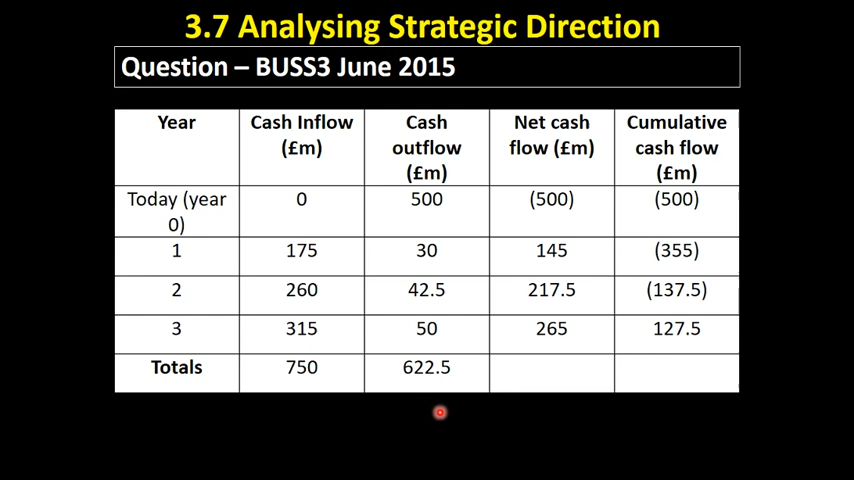 3.7 Analysing Strategic Direction
Question – BUSS3 June 2015
Year Cash Inflow (£m) Cash outflow (£m) Net cash flow (£m) Cumulative cash flow (£m)
Today (year 0) 0 500 (500) (500)
1 175 30 145 (355)
2 260 42.5 217.5 (137.5)
3 315 50 265 127.5
Totals 750 622.5